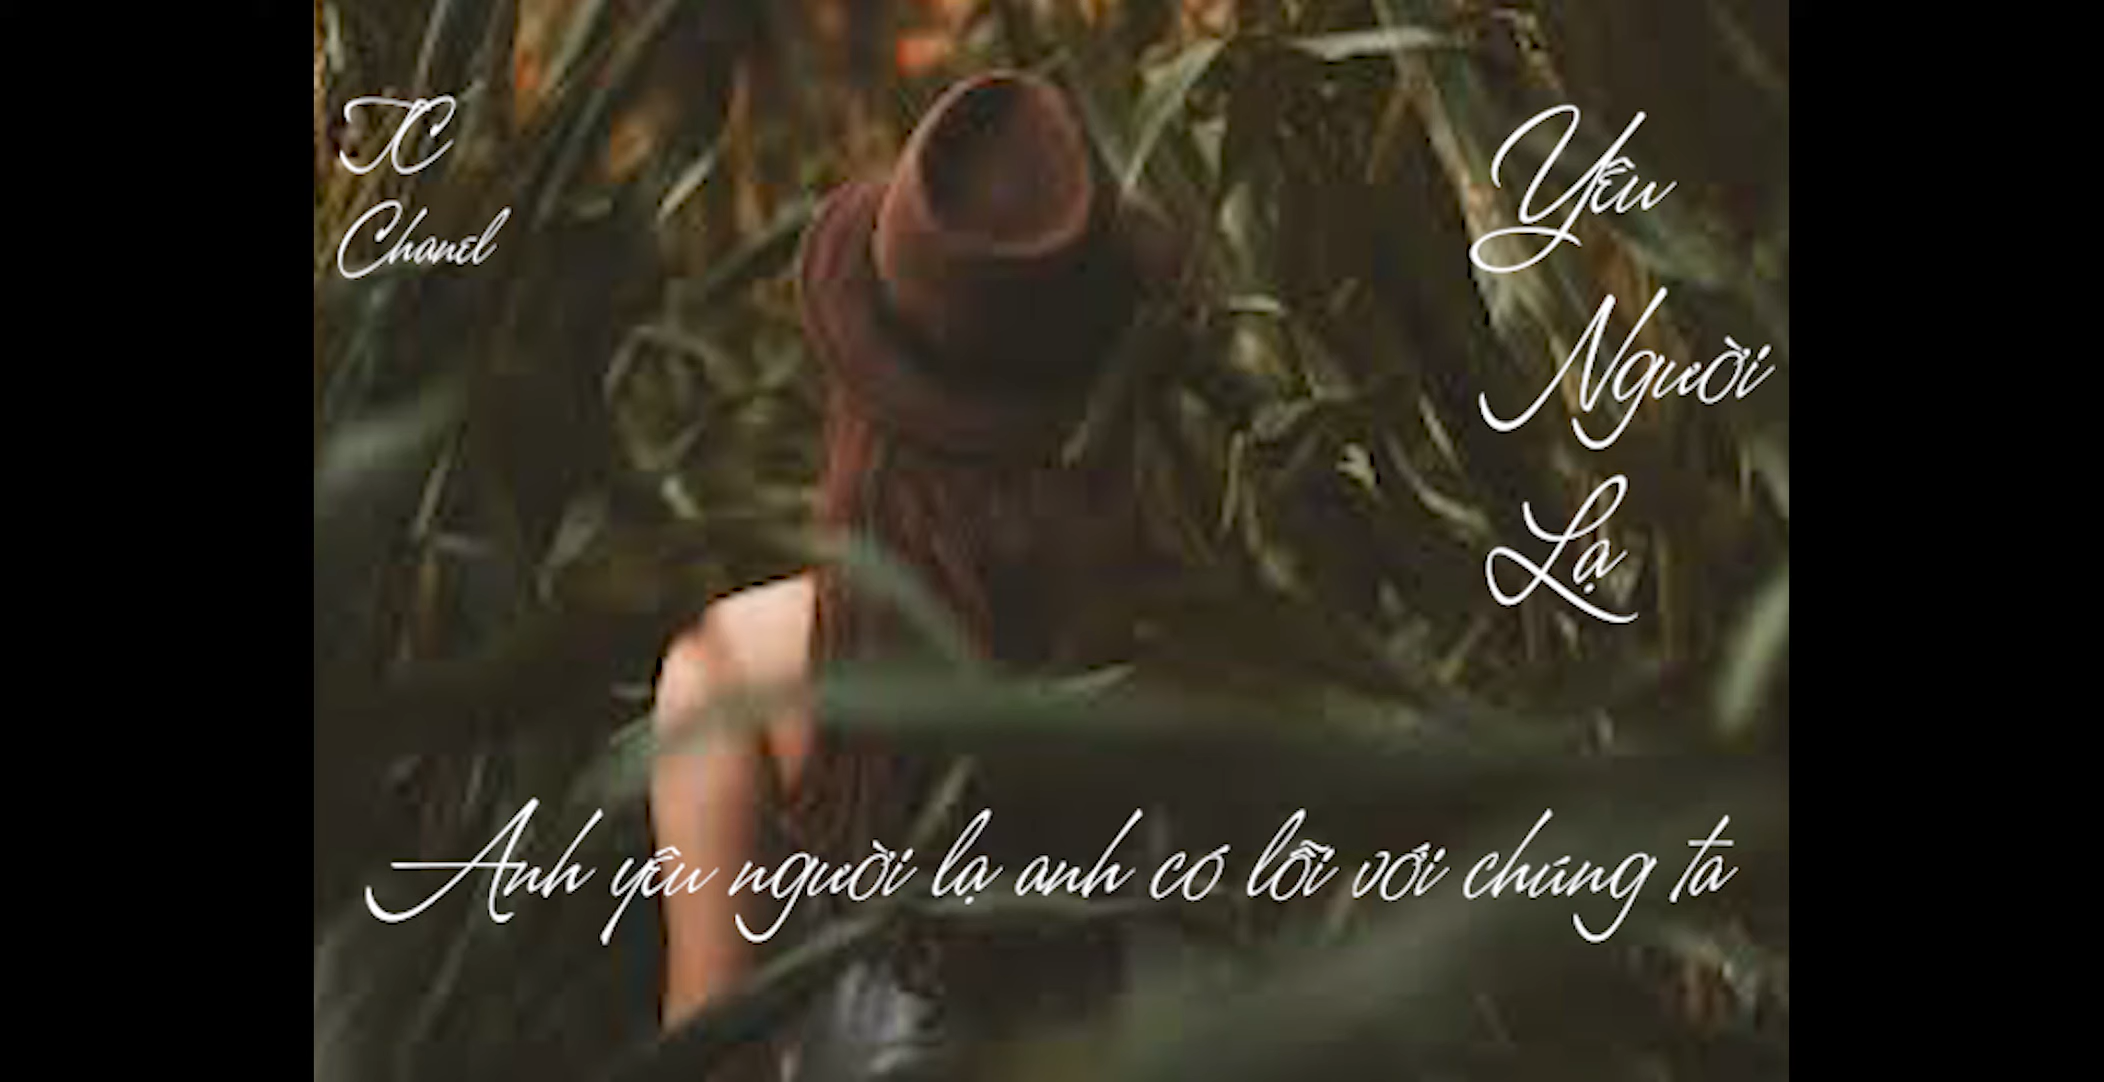 TC
Chanel
Yêu
Người
Lạ
Anh yêu người lạ anh có lỗi với chúng ta